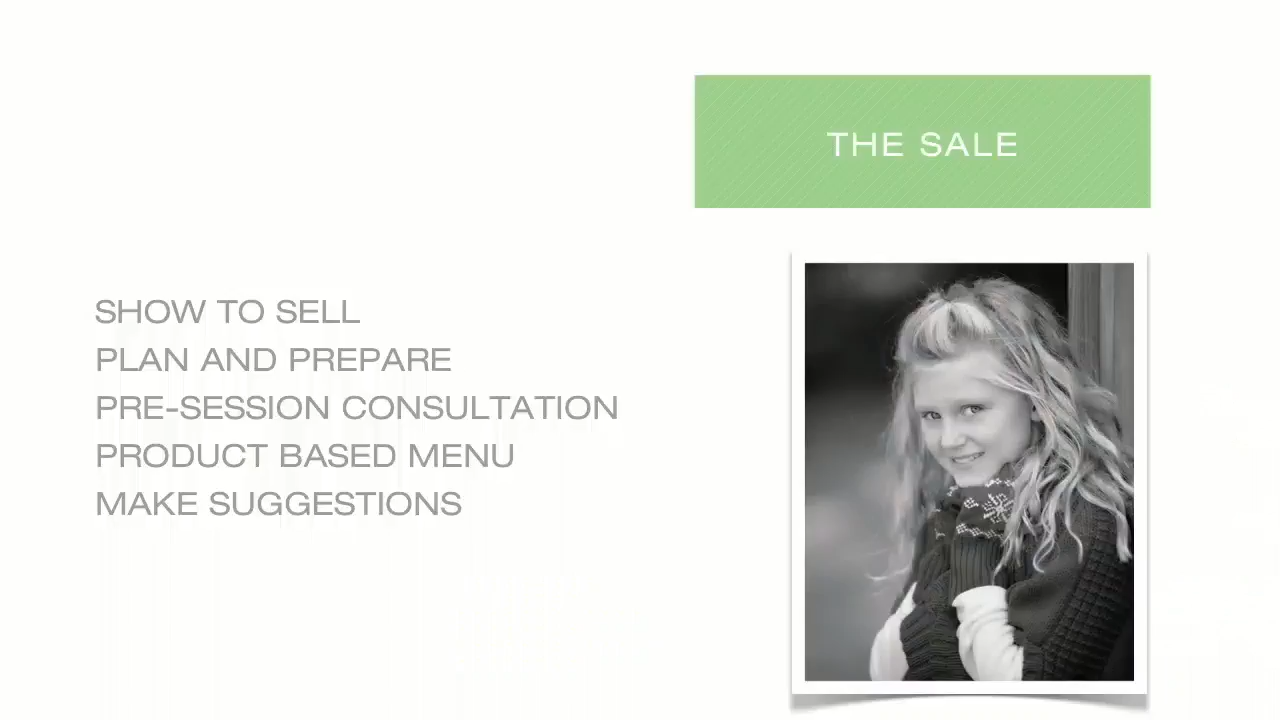 THE SALE
SHOW TO SELL
PLAN AND PREPARE
PRE-SESSION CONSULTATION
PRODUCT BASED MENU
MAKE SUGGESTIONS